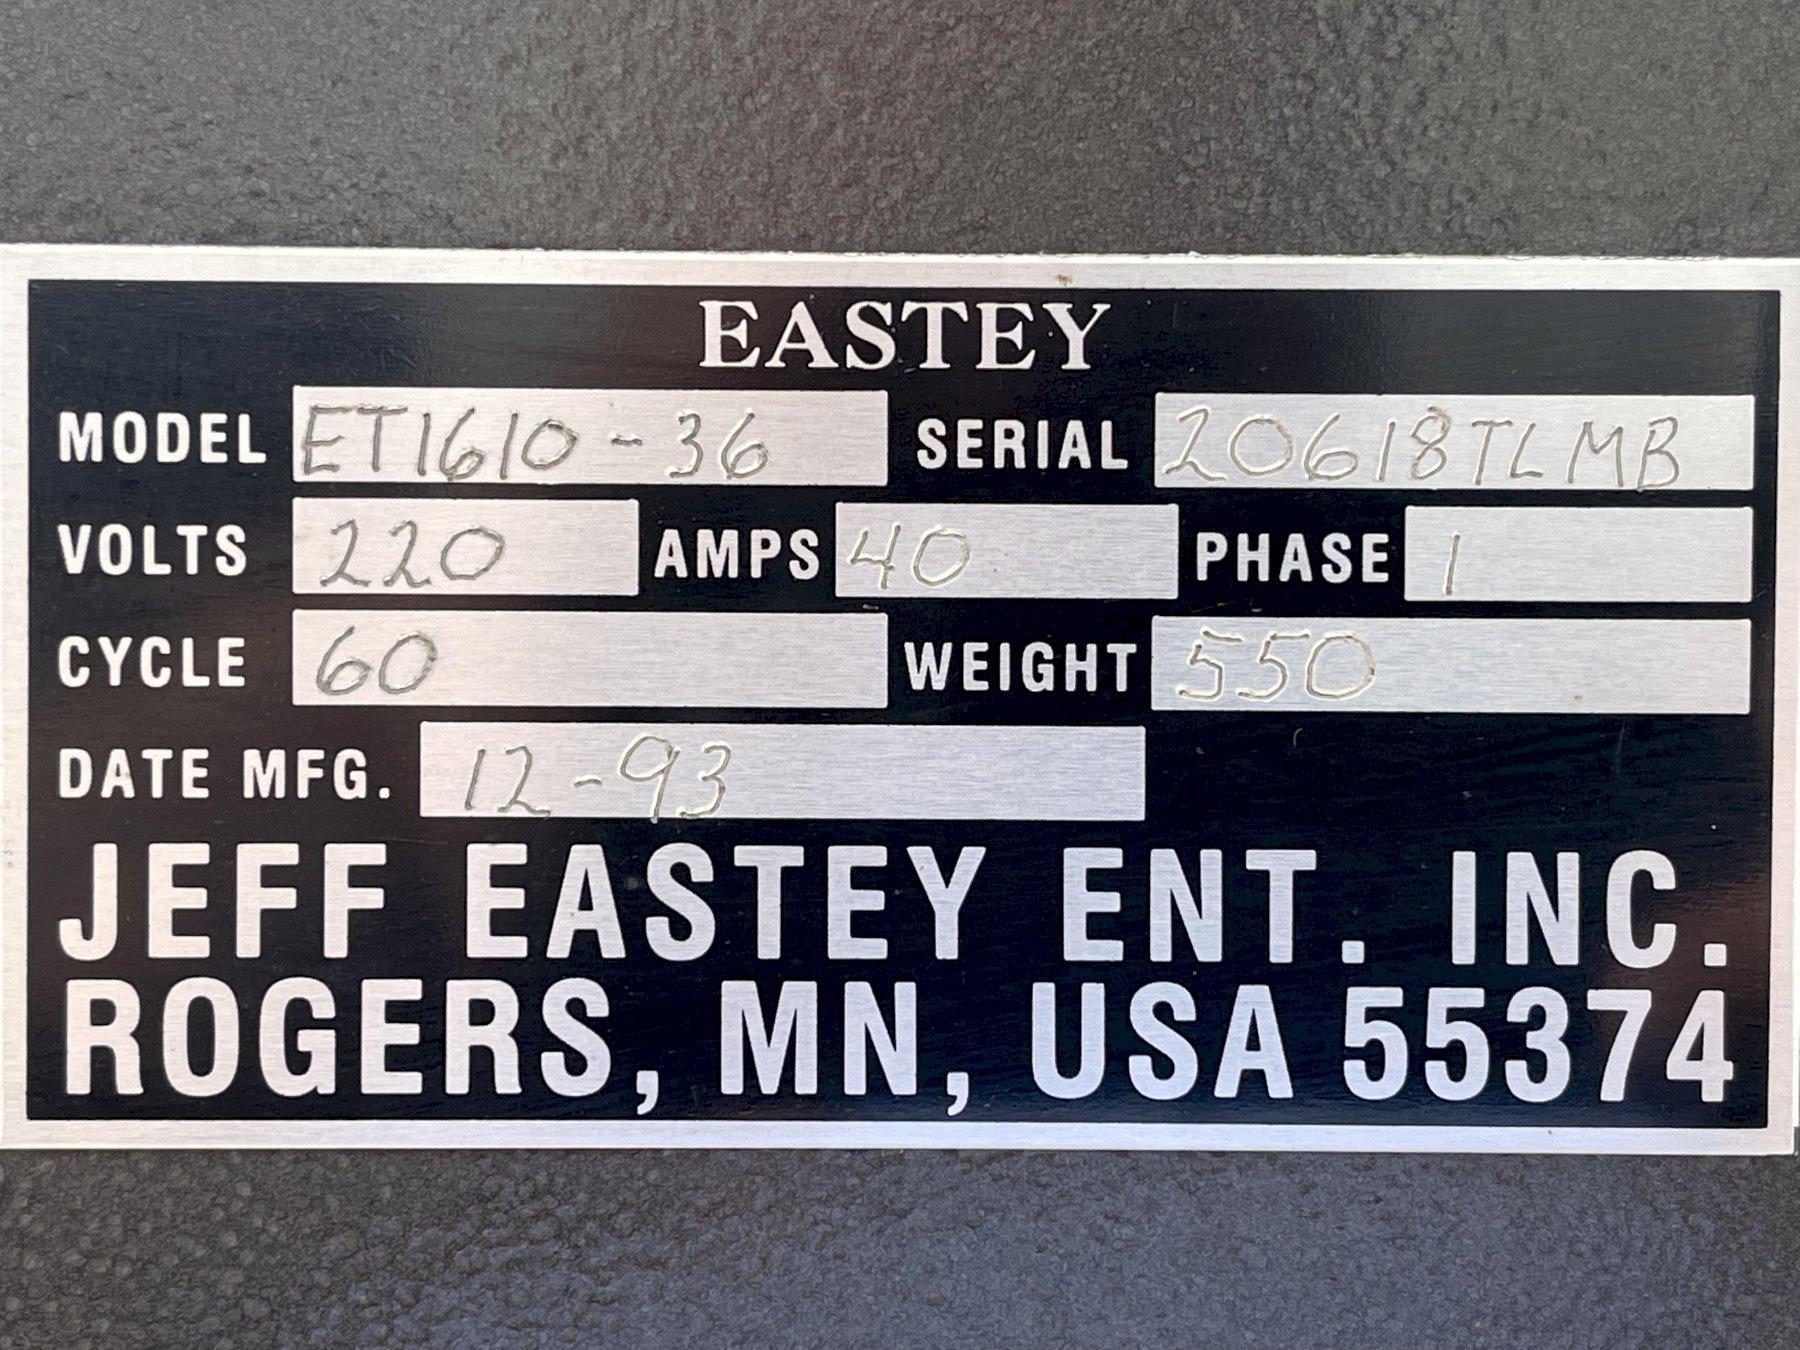 EASTEY
MODEL ET1610-36 SERIAL 20618TLMB
VOLTS 220 AMPS 40 PHASE 1
CYCLE 60 WEIGHT 550
DATE MFG. 12-93
JEFF EASTEY ENT. INC.
ROGERS, MN, USA 55374